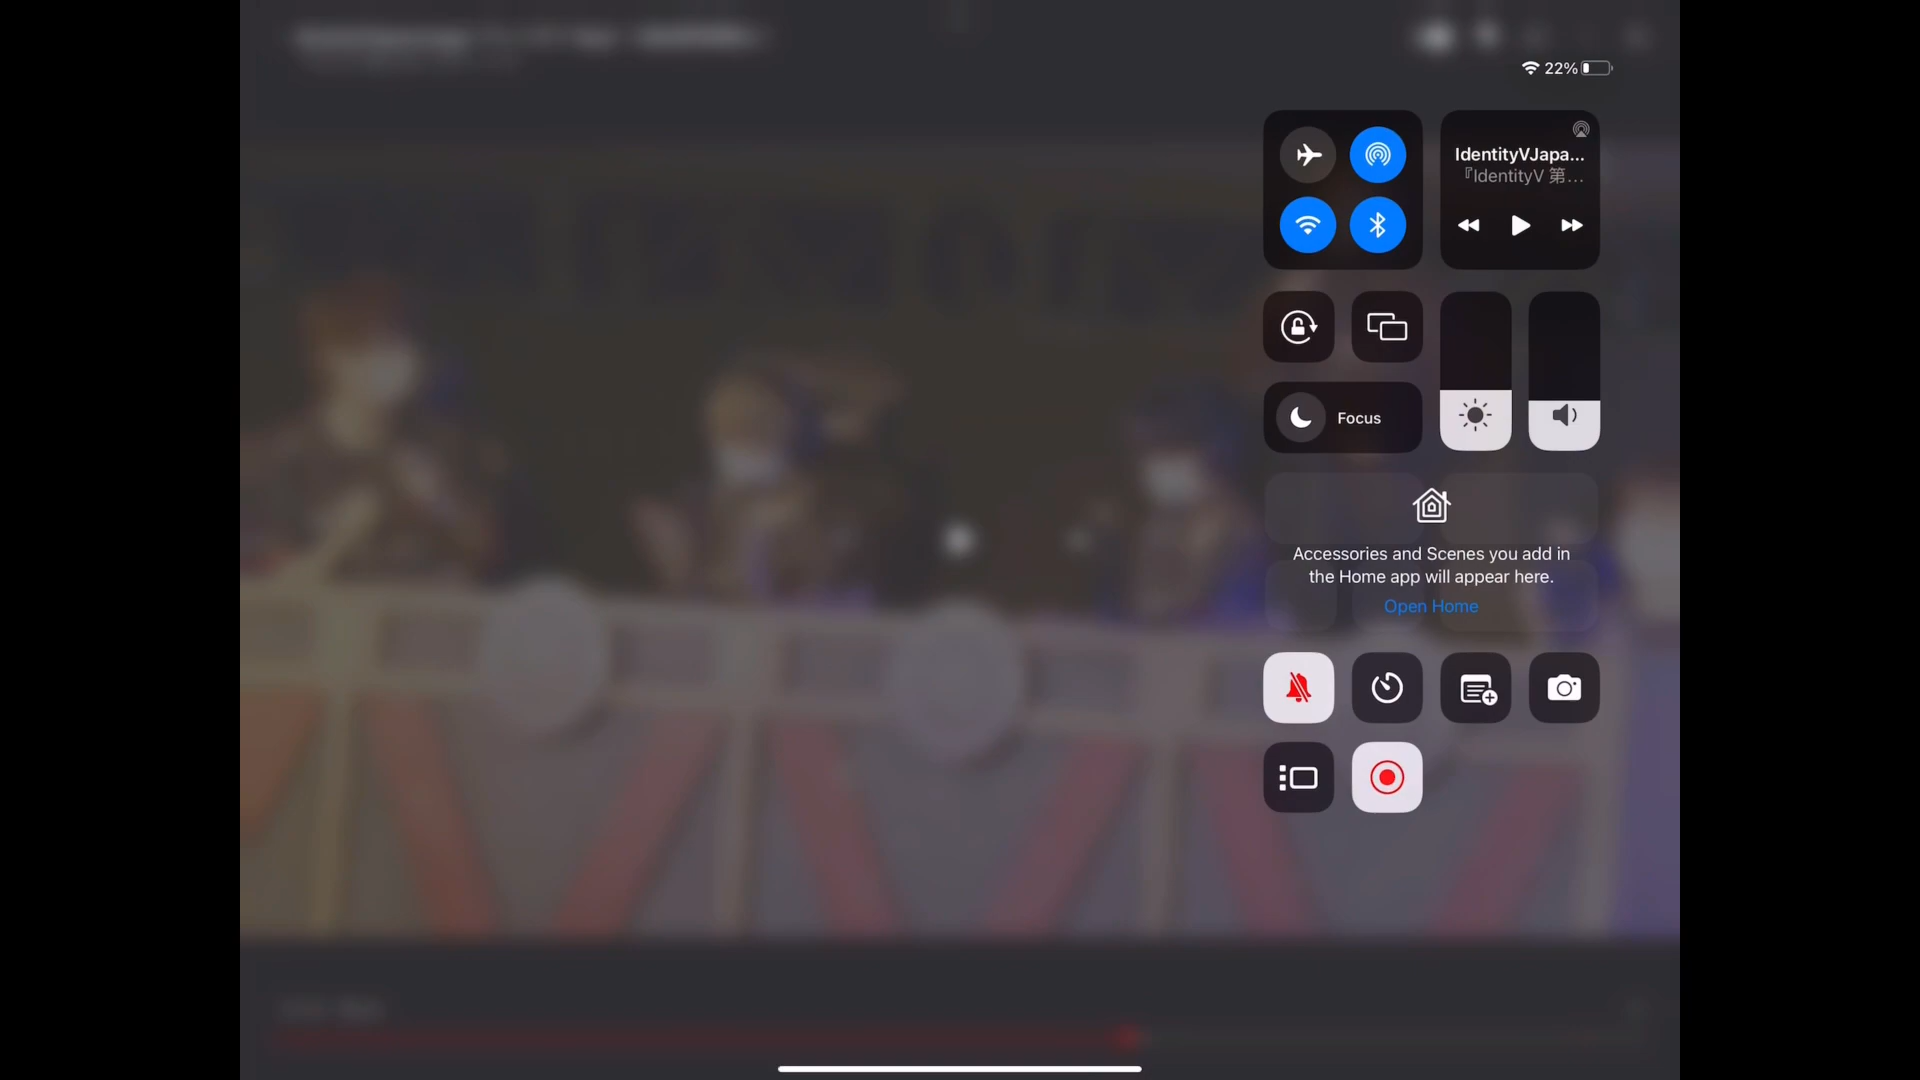 22%
IdentityVJapa...
『IdentityV 第...
Focus
Accessories and Scenes you add in
the Home app will appear here.
Open Home